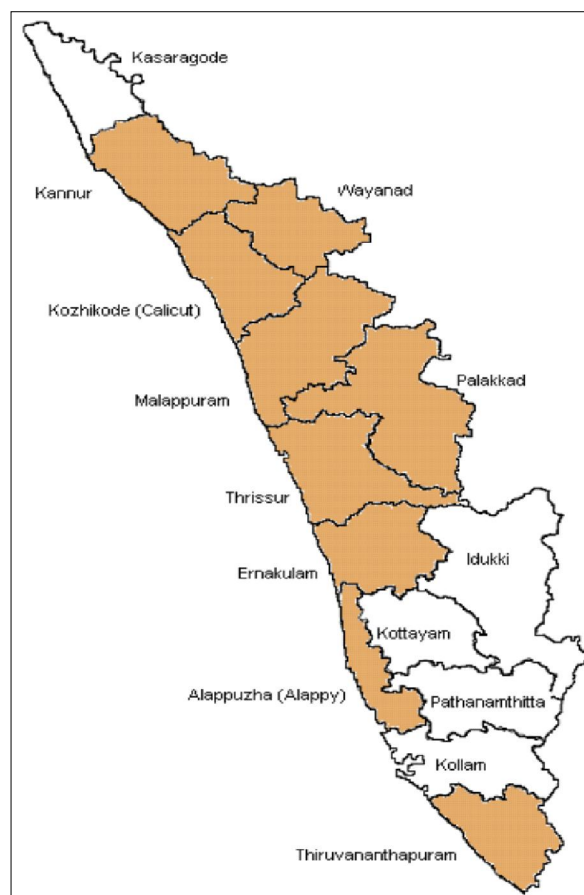 Kasaragode
Kannur
Wayanad
Kozhikode (Calicut)
Malappuram
Palakkad
Thrissur
Idukki
Ernakulam
Kottayam
Alappuzha (Alappy)
Pathanamthitta
Kollam
Thiruvananthapuram